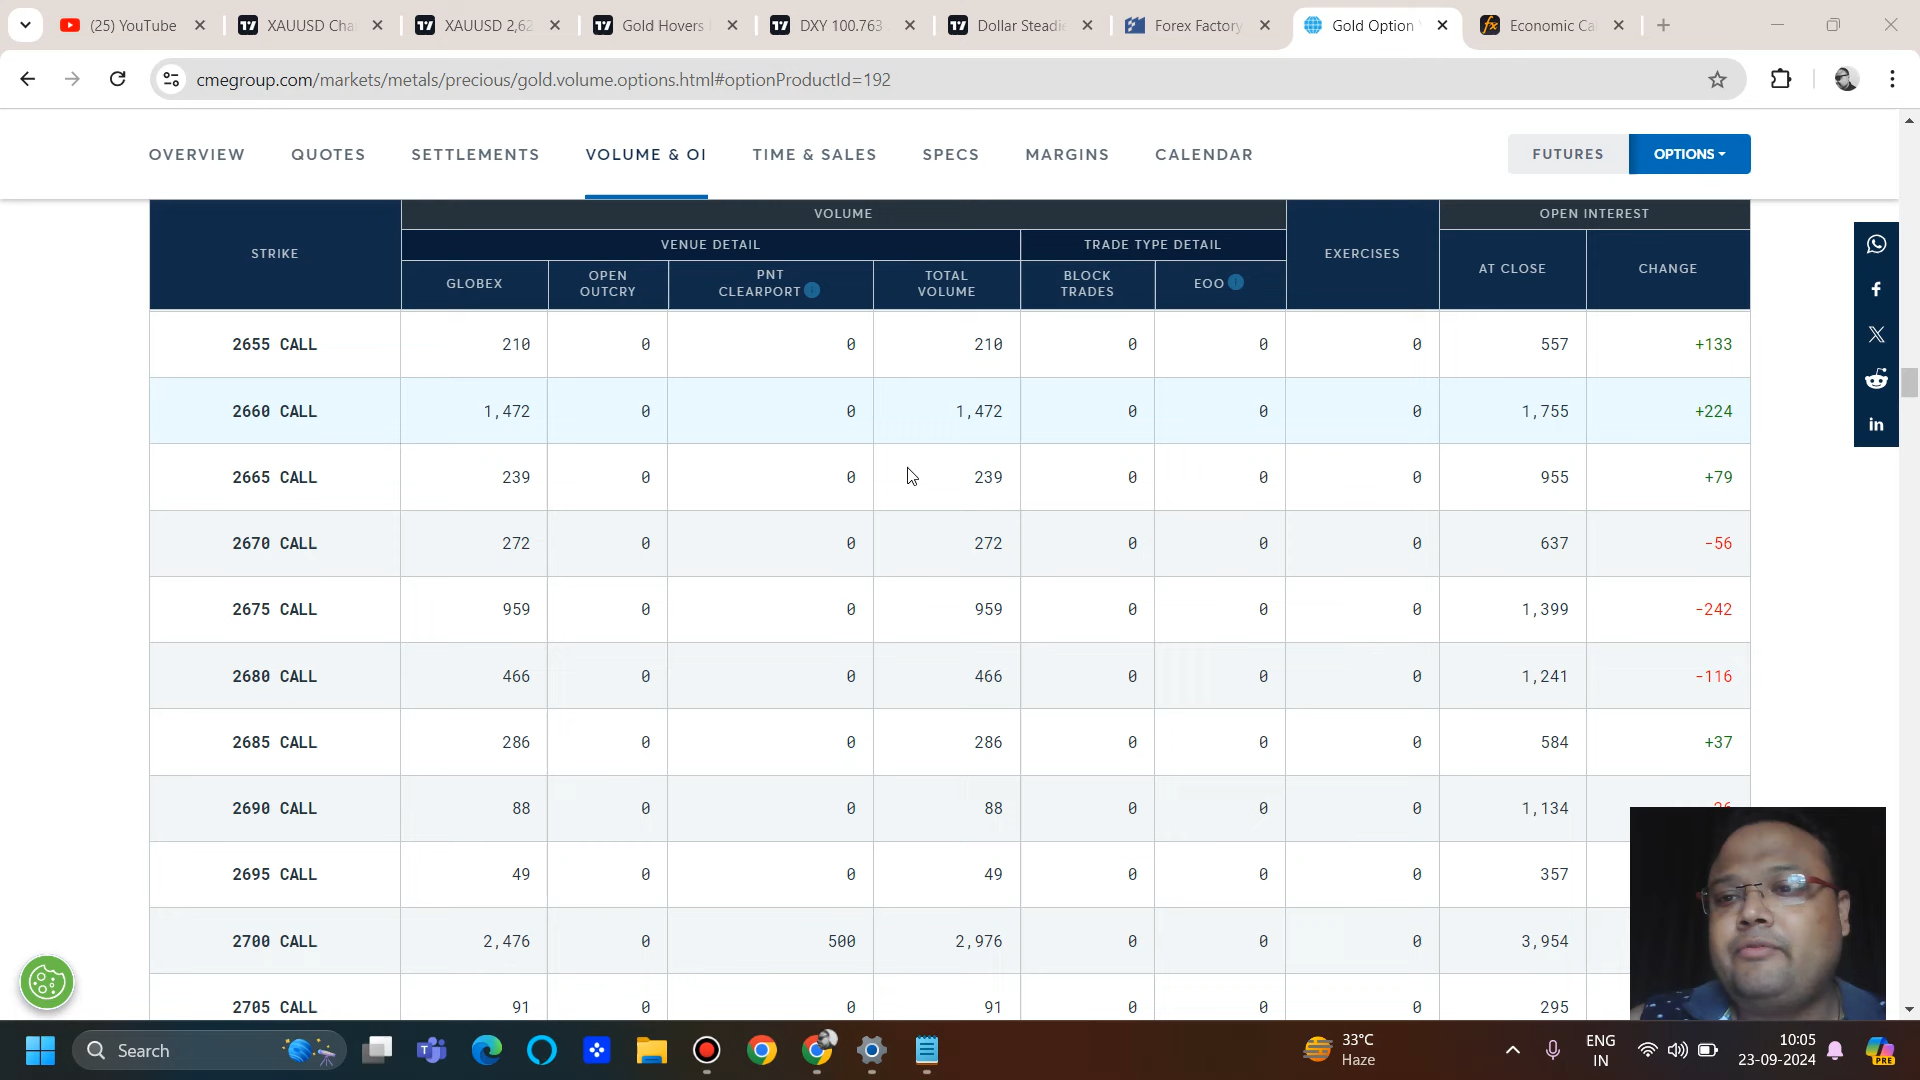 (25) YouTube
XAUUSD Cha
XAUUSD 2,62
Gold Hovers
DXY 100.763
Dollar Steadie
Forex Factory
Gold Option
Economic Cal
cmegroup.com/markets/metals/precious/gold.volume.options.html#optionProductId=192
OVERVIEW QUOTES SETTLEMENTS VOLUME & OI TIME & SALES SPECS MARGINS CALENDAR
FUTURES OPTIONS
VOLUME
OPEN INTEREST
STRIKE
VENUE DETAIL
TRADE TYPE DETAIL
EXERCISES
GLOBEX
OPEN OUTCRY
PNT CLEARPORT
TOTAL VOLUME
BLOCK TRADES
EOO
AT CLOSE
CHANGE
2655 CALL 210 0 0 210 0 0 0 557 +133
2660 CALL 1,472 0 0 1,472 0 0 0 1,755 +224
2665 CALL 239 0 0 239 0 0 0 955 +79
2670 CALL 272 0 0 272 0 0 0 637 -56
2675 CALL 959 0 0 959 0 0 0 1,399 -242
2680 CALL 466 0 0 466 0 0 0 1,241 -116
2685 CALL 286 0 0 286 0 0 0 584 +37
2690 CALL 88 0 0 88 0 0 0 1,134
2695 CALL 49 0 0 49 0 0 0 357
2700 CALL 2,476 0 500 2,976 0 0 0 3,954
2705 CALL 91 0 0 91 0 0 0 295
Search
33°C
Haze
ENG
IN
10:05
23-09-2024
PRE